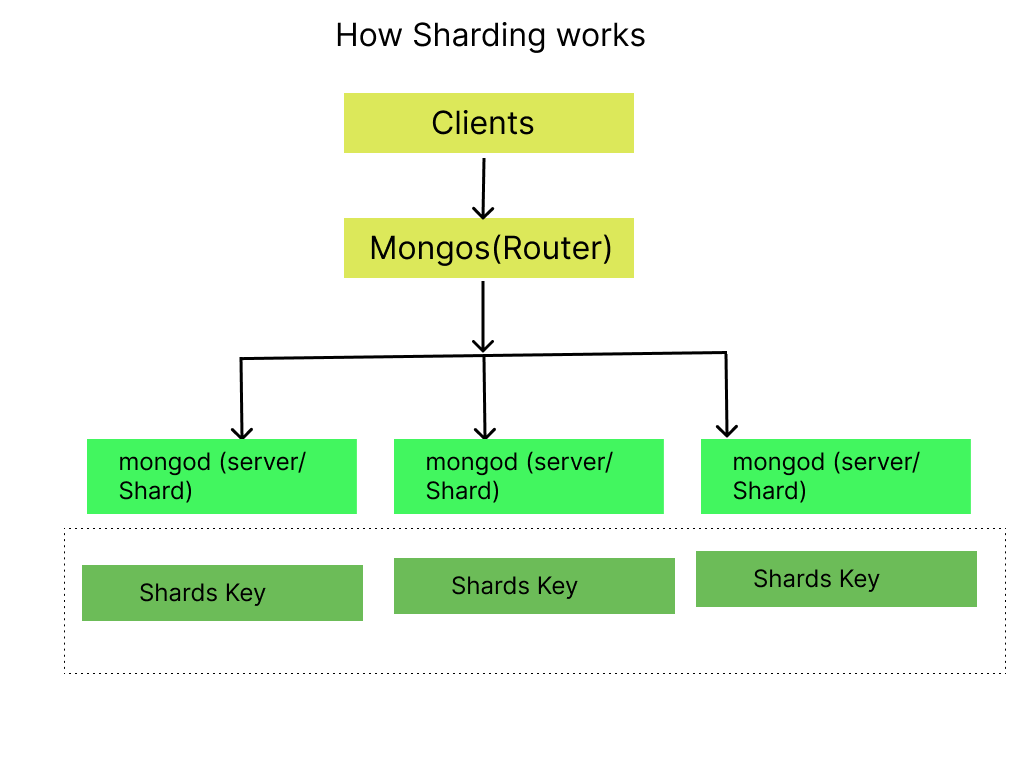 How Sharding works
Clients
Mongos(Router)
mongod (server/
Shard)
mongod (server/
Shard)
mongod (server/
Shard)
Shards Key
Shards Key
Shards Key